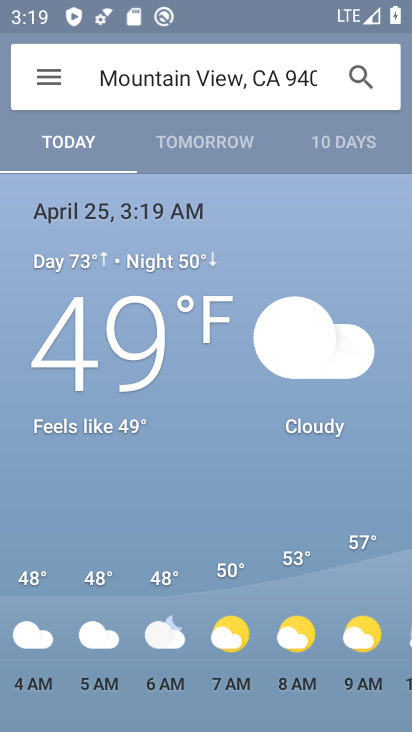 3:19 LTE
Mountain View, CA 940
TODAY TOMORROW 10 DAYS
April 25, 3:19 AM
Day 73°↑ • Night 50°↓
49°F
Feels like 49° Cloudy
48° 48° 48° 50° 53° 57°
4 AM 5 AM 6 AM 7 AM 8 AM 9 AM 1